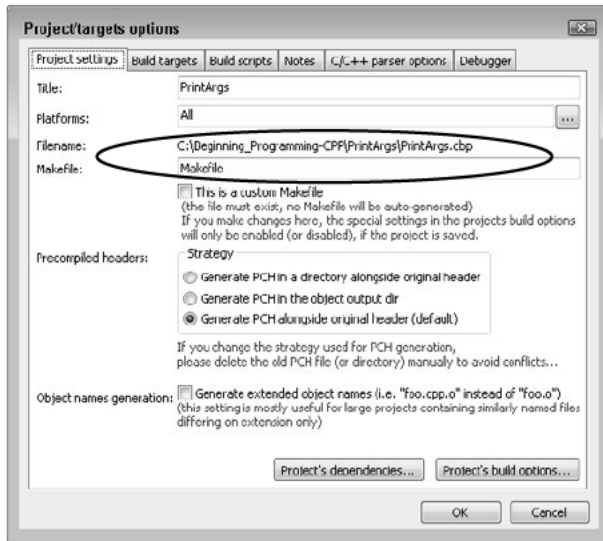 Project/targets options
Project settings Build targets Build scripts Notes C/C++ parser options Debugger
Title: PrintArgs
Platforms: All ...
Filename: C:\Beginning_Programming-CPP\PrintArgs\PrintArgs.cbp
Makefile: Makefile
This is a custom Makefile
(the file must exist, no Makefile will be auto-generated)
If you make changes here, the special settings in the projects build options
will only be enabled (or disabled), if the project is saved.
Precompiled headers: Strategy
Generate PCH in a directory alongside original header
Generate PCH in the object output dir
Generate PCH alongside original header (default)
If you change the strategy used for PCH generation,
please delete the old PCH file (or directory) manualy to avoid conflicts...
Object names generation: Generate extended object names (i.e. "foo.cpp.o" instead of "foo.o")
(this setting is mostly useful for large projects containing similarly named files
differing on extension only)
Project's dependencies... Project's build options...
OK Cancel